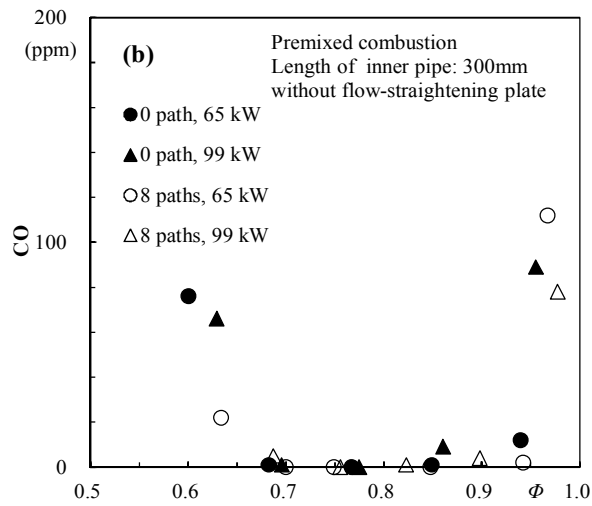 200
(ppm)
(b)
Premixed combustion
Length of inner pipe: 300mm
without flow-straightening plate
0 path, 65 kW
0 path, 99 kW
8 paths, 65 kW
8 paths, 99 kW
100
CO
0
0.5 0.6 0.7 0.8 0.9 Φ 1.0